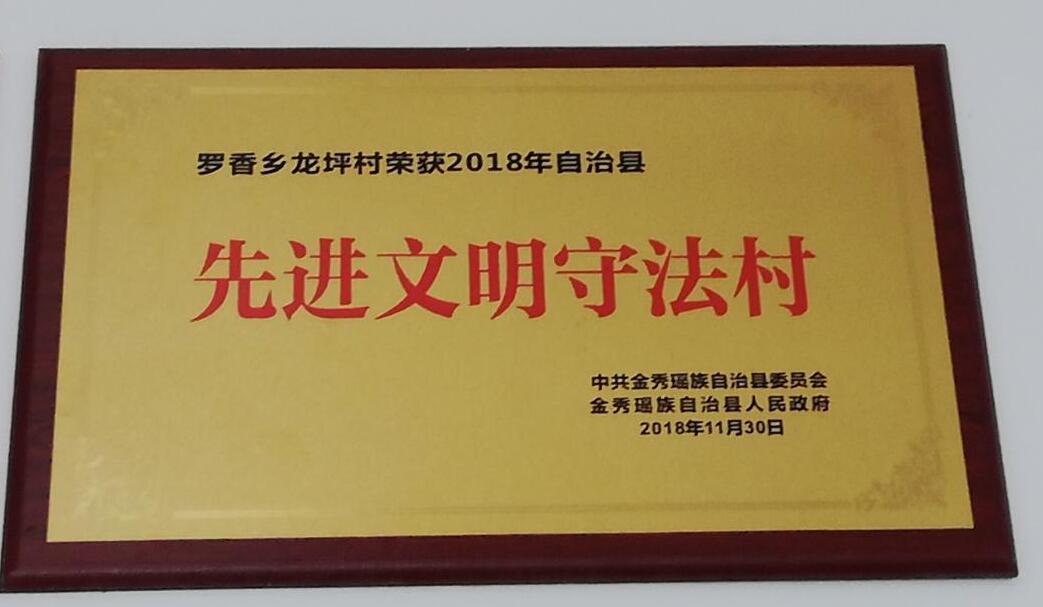 罗香乡龙坪村荣获2018年自治县
先进文明守法村
中共金秀瑶族自治县委员会
金秀瑶族自治县人民政府
2018年11月30日